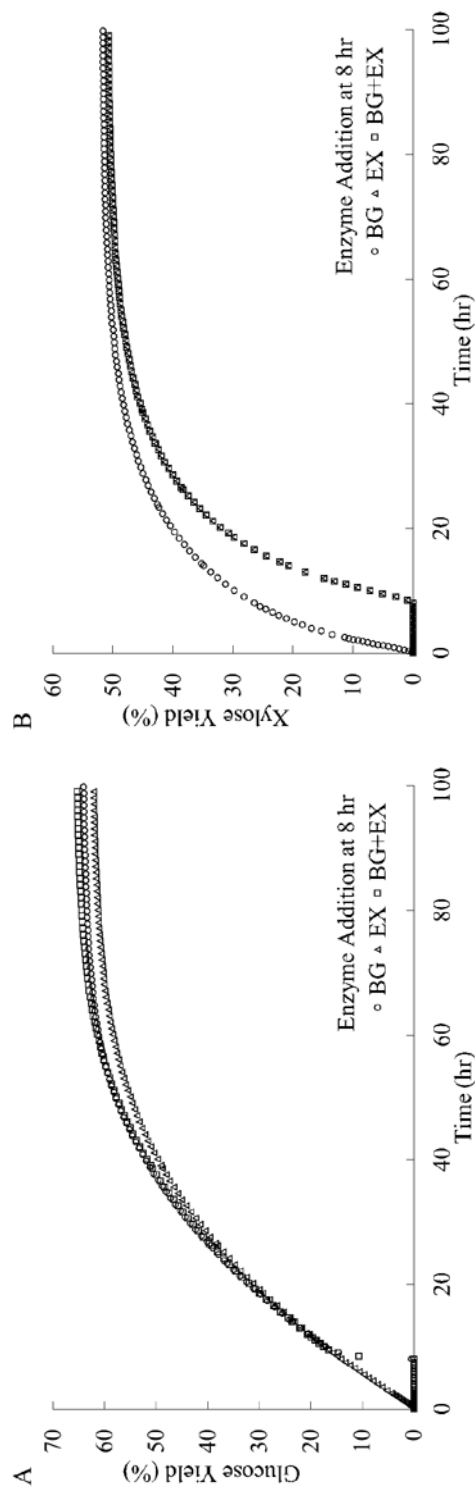 A
Glucose Yield (%)
70
60
50
40
30
20
10
0
Enzyme Addition at 8 hr
○ BG ▵ EX □ BG+EX
0 20 40 60 80 100
Time (hr)
B
Xylose Yield (%)
60
50
40
30
20
10
0
Enzyme Addition at 8 hr
○ BG ▵ EX □ BG+EX
0 20 40 60 80 100
Time (hr)